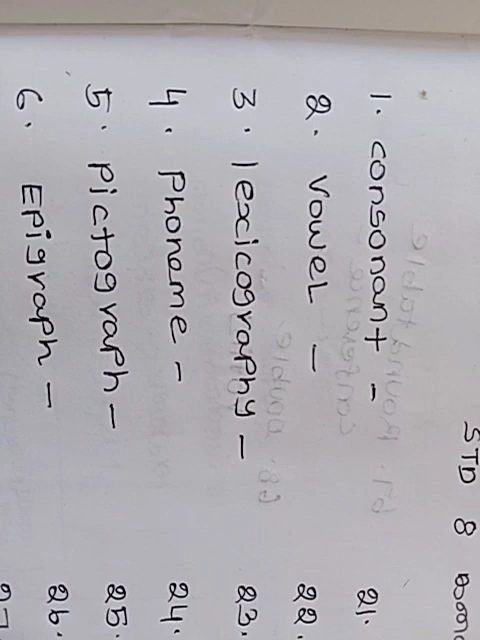 STD 8
1. consonant -
2. Vowel -
3. lexicography -
4. Phoneme -
5. Pictograph -
6. Epigraph -
21.
22.
23.
24.
25.
26.
27